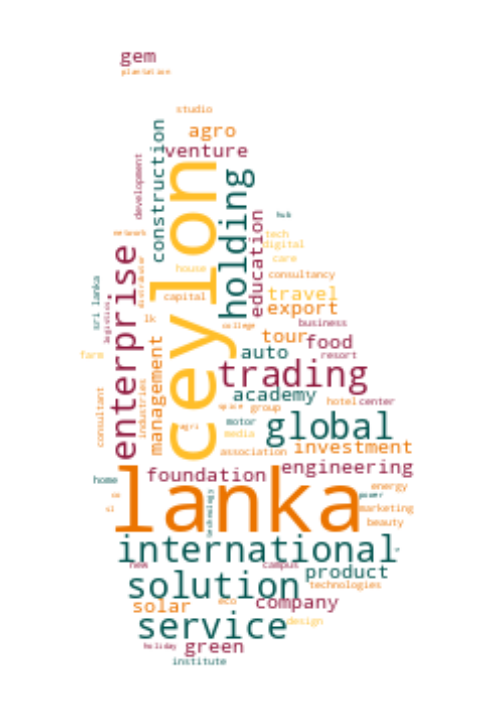 gem
plantation
studio
agro
construction
venture
development
ceylon
holding
education
hub
network
tech
digital
enterprise
care
house
consultancy
distributor
sri lanka
capital
travel
logistics
export
lk
college
business
tour
food
management
auto
farm
resort
trading
industries
academy
consultant
hotel
center
spice
group
agri
motor
global
media
association
investment
foundation
engineering
lanka
home
energy
power
technology
marketing
sl
beauty
international
new
campus
product
solution
technologies
solar
eco
company
service
design
holiday
green
institute